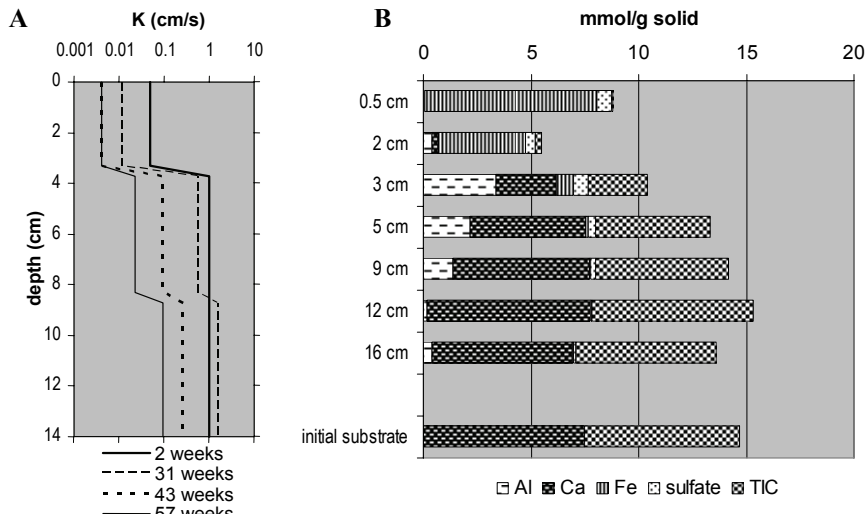 A
K (cm/s)
0.001 0.01 0.1 1 10
0
2
4
6
8
10
12
14
depth (cm)
2 weeks
31 weeks
43 weeks
57 weeks
B
mmol/g solid
0 5 10 15 20
0.5 cm
2 cm
3 cm
5 cm
9 cm
12 cm
16 cm
initial substrate
Al Ca Fe sulfate TIC